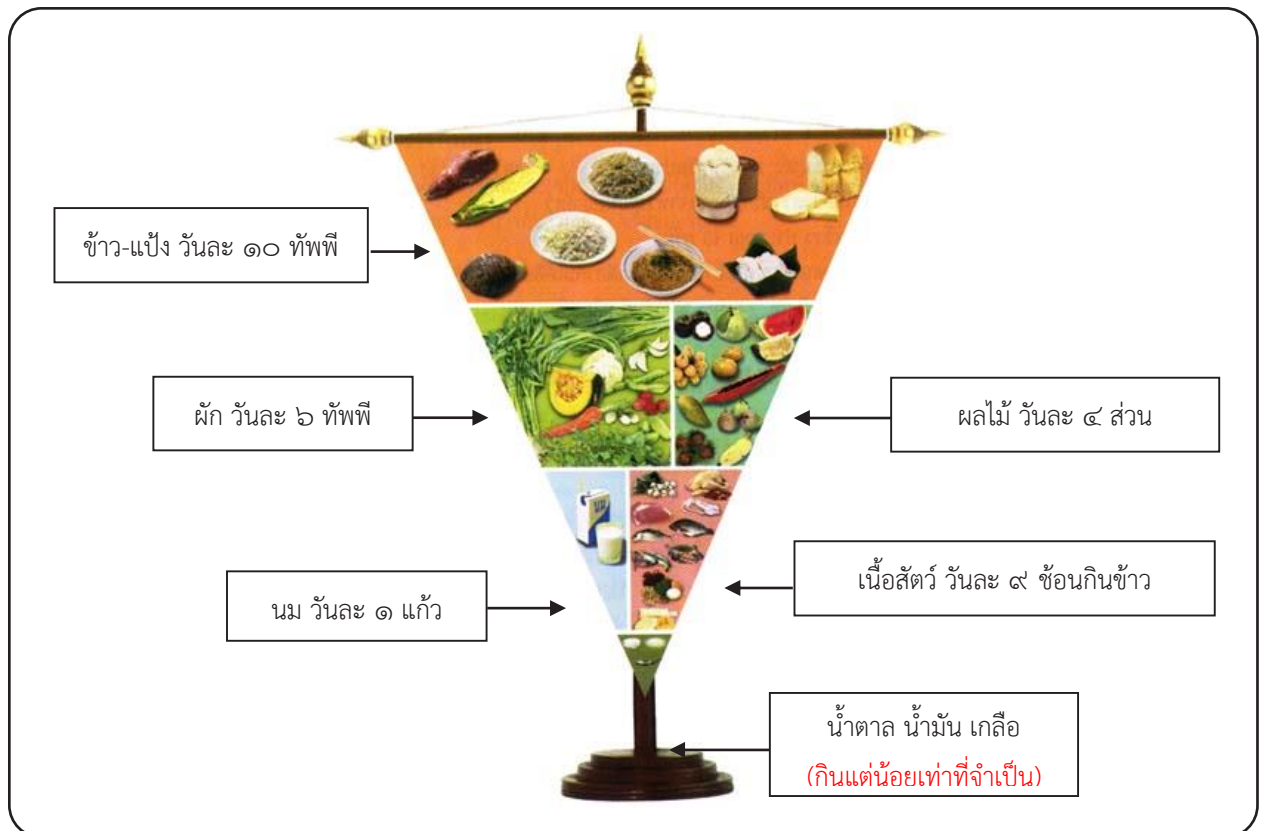 ข้าว-แป้ง วันละ ๑๐ ทัพพี
ผัก วันละ ๖ ทัพพี
ผลไม้ วันละ ๔ ส่วน
เนื้อสัตว์ วันละ ๙ ช้อนกินข้าว
นม วันละ ๑ แก้ว
น้ำตาล น้ำมัน เกลือ
(กินแต่น้อยเท่าที่จำเป็น)